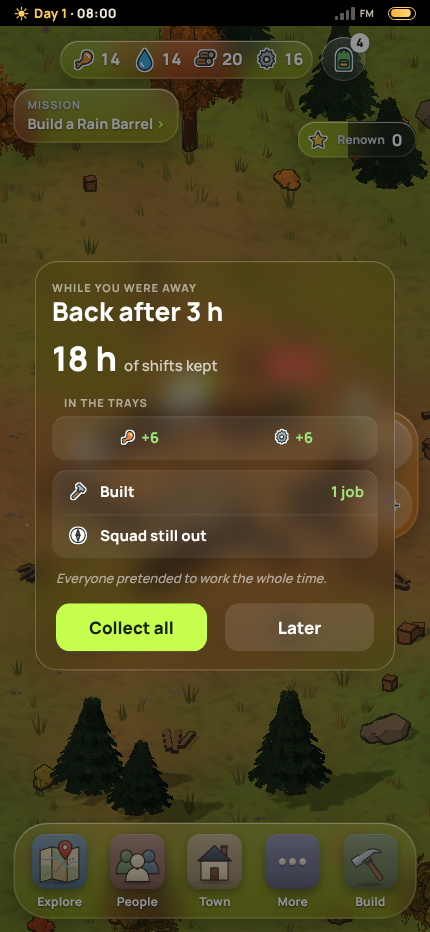 Day 1 · 08:00
FM
14
14
20
16
4
MISSION
Build a Rain Barrel ›
Renown 0
WHILE YOU WERE AWAY
Back after 3 h
18 h of shifts kept
IN THE TRAYS
+6
+6
Built 1 job
Squad still out
Everyone pretended to work the whole time.
Collect all
Later
Explore
People
Town
More
Build